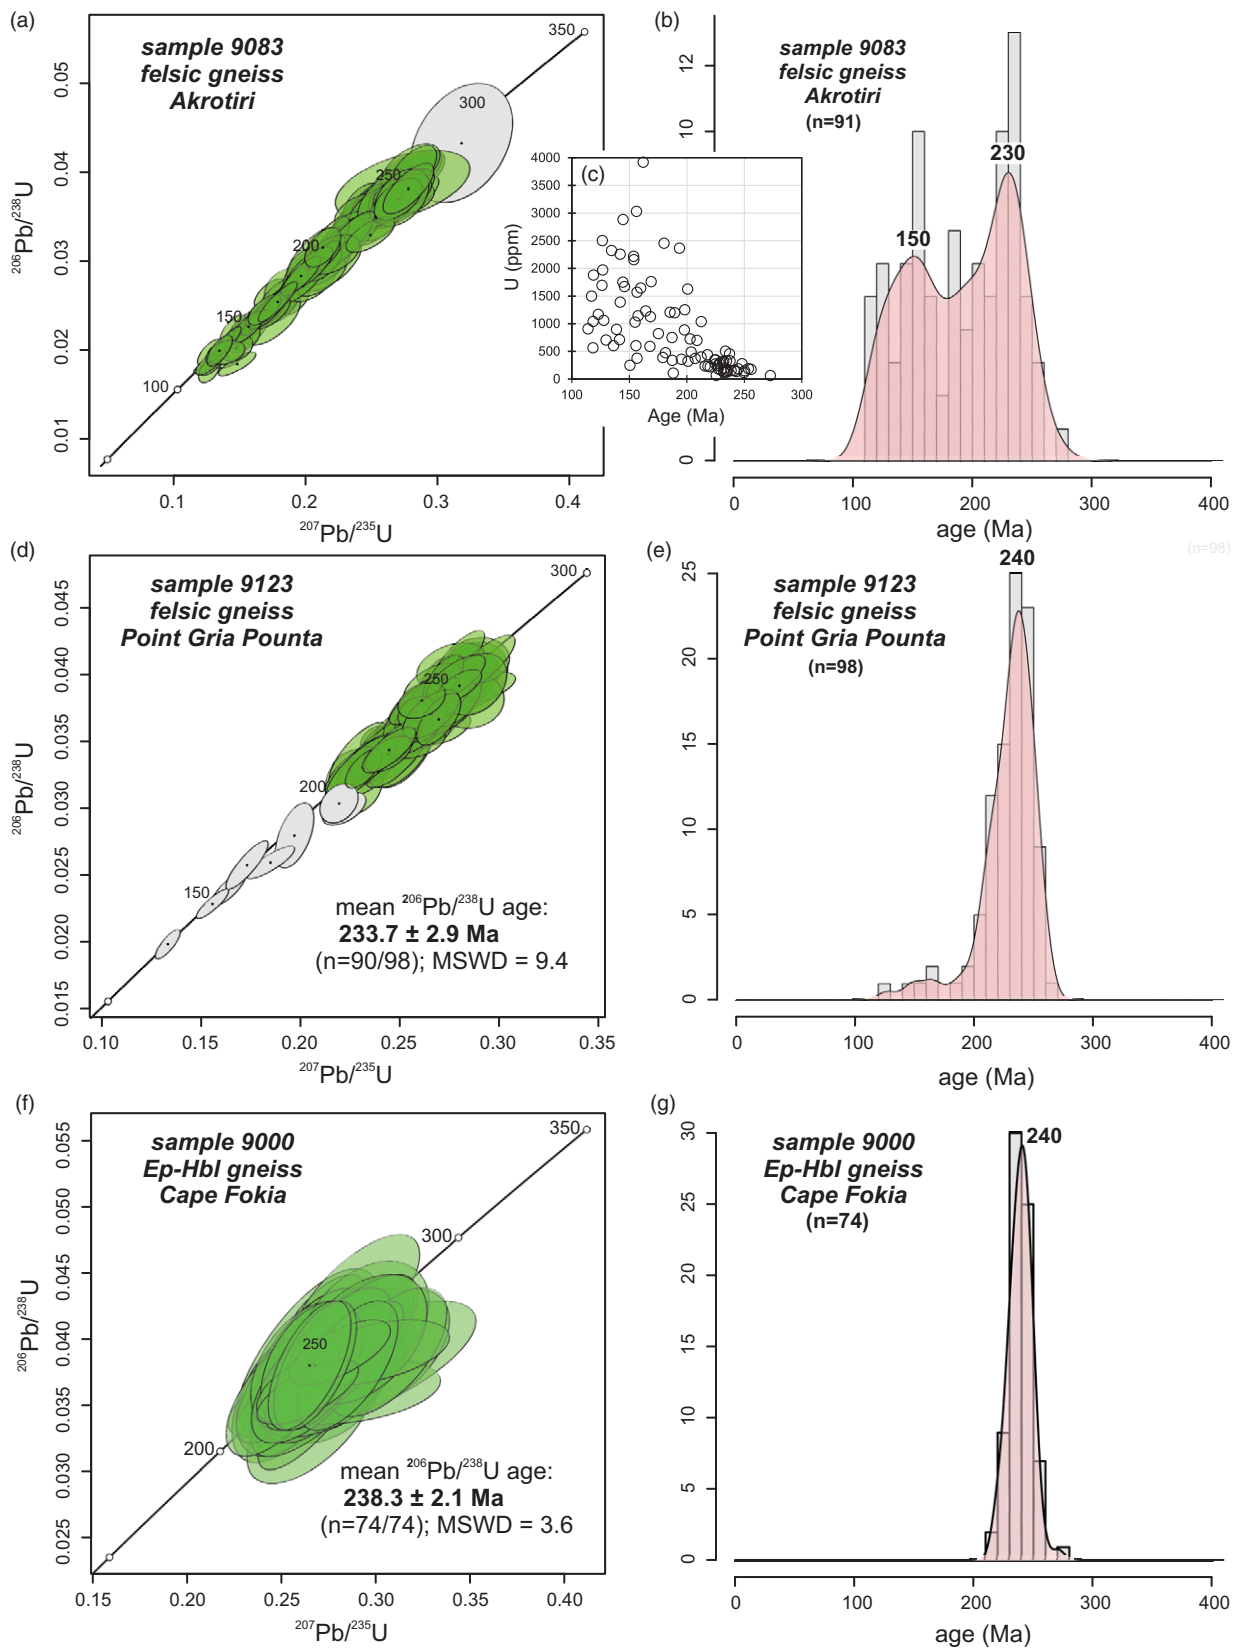 (a)
sample 9083
felsic gneiss
Akrotiri
350
300
250
200
150
100
0.05
0.04
0.03
0.02
0.01
206Pb/238U
0.1 0.2 0.3 0.4
207Pb/235U
(b)
sample 9083
felsic gneiss
Akrotiri
(n=91)
12
10
0
230
150
0 100 200 300 400
age (Ma)
(c)
4000
3500
3000
2500
2000
1500
1000
500
0
U (ppm)
100 150 200 250 300
Age (Ma)
(d)
sample 9123
felsic gneiss
Point Gria Pounta
300
250
200
150
0.045
0.040
0.035
0.030
0.025
0.020
0.015
206Pb/238U
mean 206Pb/238U age:
233.7 ± 2.9 Ma
(n=90/98); MSWD = 9.4
0.10 0.15 0.20 0.25 0.30 0.35
207Pb/235U
(e)
(n=98)
240
sample 9123
felsic gneiss
Point Gria Pounta
(n=98)
25
20
15
10
5
0
0 100 200 300 400
age (Ma)
(f)
sample 9000
Ep-Hbl gneiss
Cape Fokia
350
300
250
200
0.055
0.050
0.045
0.040
0.035
0.030
0.025
206Pb/238U
mean 206Pb/238U age:
238.3 ± 2.1 Ma
(n=74/74); MSWD = 3.6
0.15 0.20 0.25 0.30 0.35 0.40
207Pb/235U
(g)
sample 9000
Ep-Hbl gneiss
Cape Fokia
(n=74)
240
30
25
20
15
10
5
0
0 100 200 300 400
age (Ma)